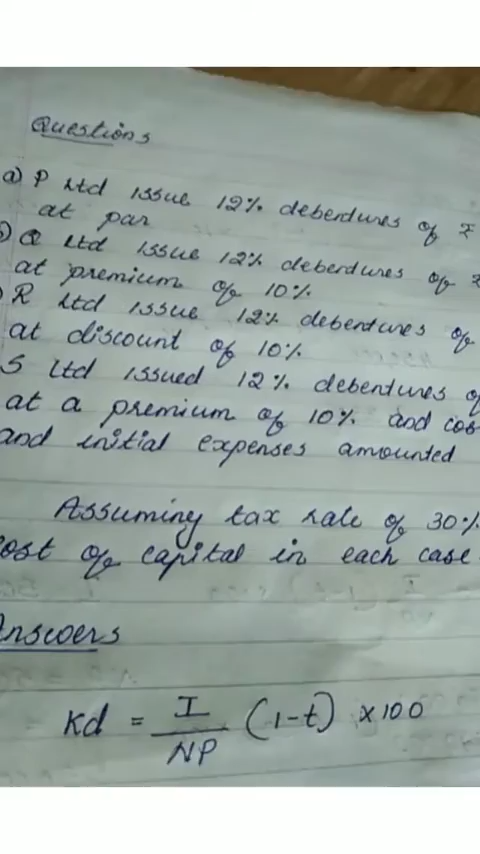 Questions
a) P Ltd issue 12% debentures of ₹
at par
) Q Ltd issue 12% debentures of ₹
at premium of 10%
) R Ltd issue 12% debentures of
at discount of 10%
S Ltd issued 12% debentures of
at a premium of 10% and cos
and initial expenses amounted
Assuming tax rate of 30%
cost of capital in each case
Answers
Kd = I/NP (1-t) x100